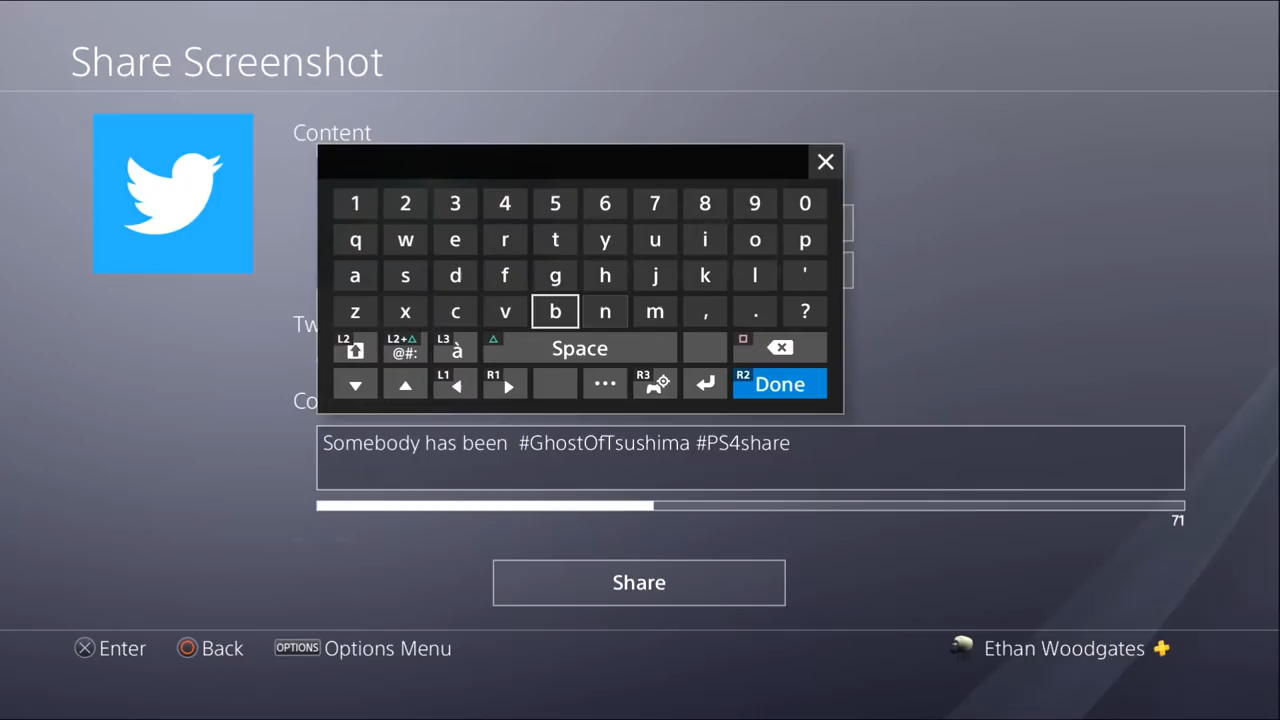 Share Screenshot
Content
1 2 3 4 5 6 7 8 9 0
q w e r t y u i o p
a s d f g h j k l '
z x c v b n m , . ?
L2 L2+△ @#: L3 à △ Space □
L1 R1 ... R3 R2 Done
Tw
Co
Somebody has been #GhostOfTsushima #PS4share
71
Share
Enter Back OPTIONS Options Menu Ethan Woodgates